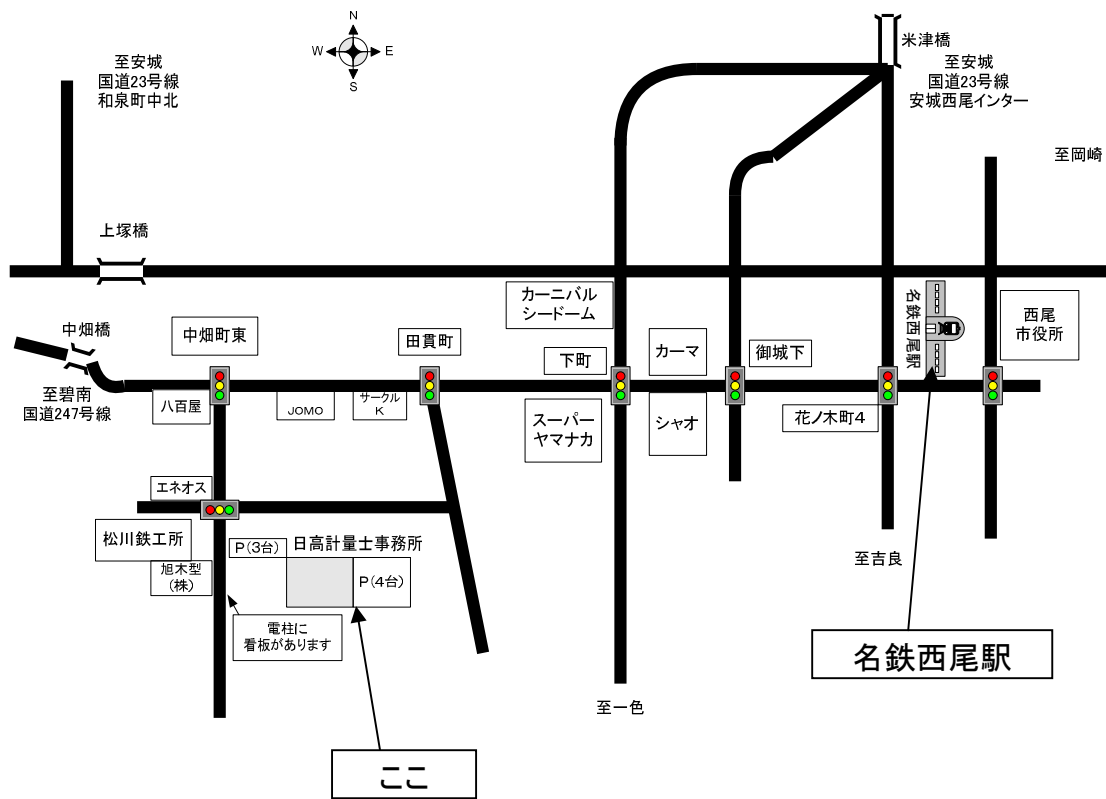 N
W
E
S
米津橋
至安城
国道23号線
和泉町中北
至安城
国道23号線
安城西尾インター
至岡崎
上塚橋
カーニバル
シードーム
名鉄西尾駅
西尾
市役所
中畑橋
中畑町東
田貫町
下町
カーマ
御城下
至碧南
国道247号線
八百屋
JOMO
サークル
K
スーパー
ヤマナカ
シャオ
花ノ木町4
エネオス
松川鉄工所
P(3台)
日高計量士事務所
旭木型
(株)
P(4台)
至吉良
電柱に
看板があります
名鉄西尾駅
至一色
ここ